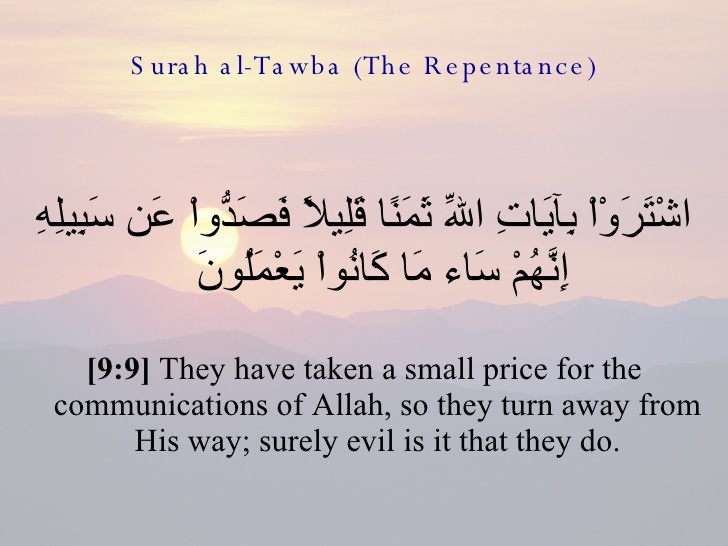 Surah al-Tawba (The Repentance)
اشْتَرَوْاْ بِآيَاتِ اللّهِ ثَمَنًا قَلِيلاً فَصَدُّواْ عَن سَبِيلِهِ
إِنَّهُمْ سَاء مَا كَانُواْ يَعْمَلُونَ
[9:9] They have taken a small price for the
communications of Allah, so they turn away from
His way; surely evil is it that they do.